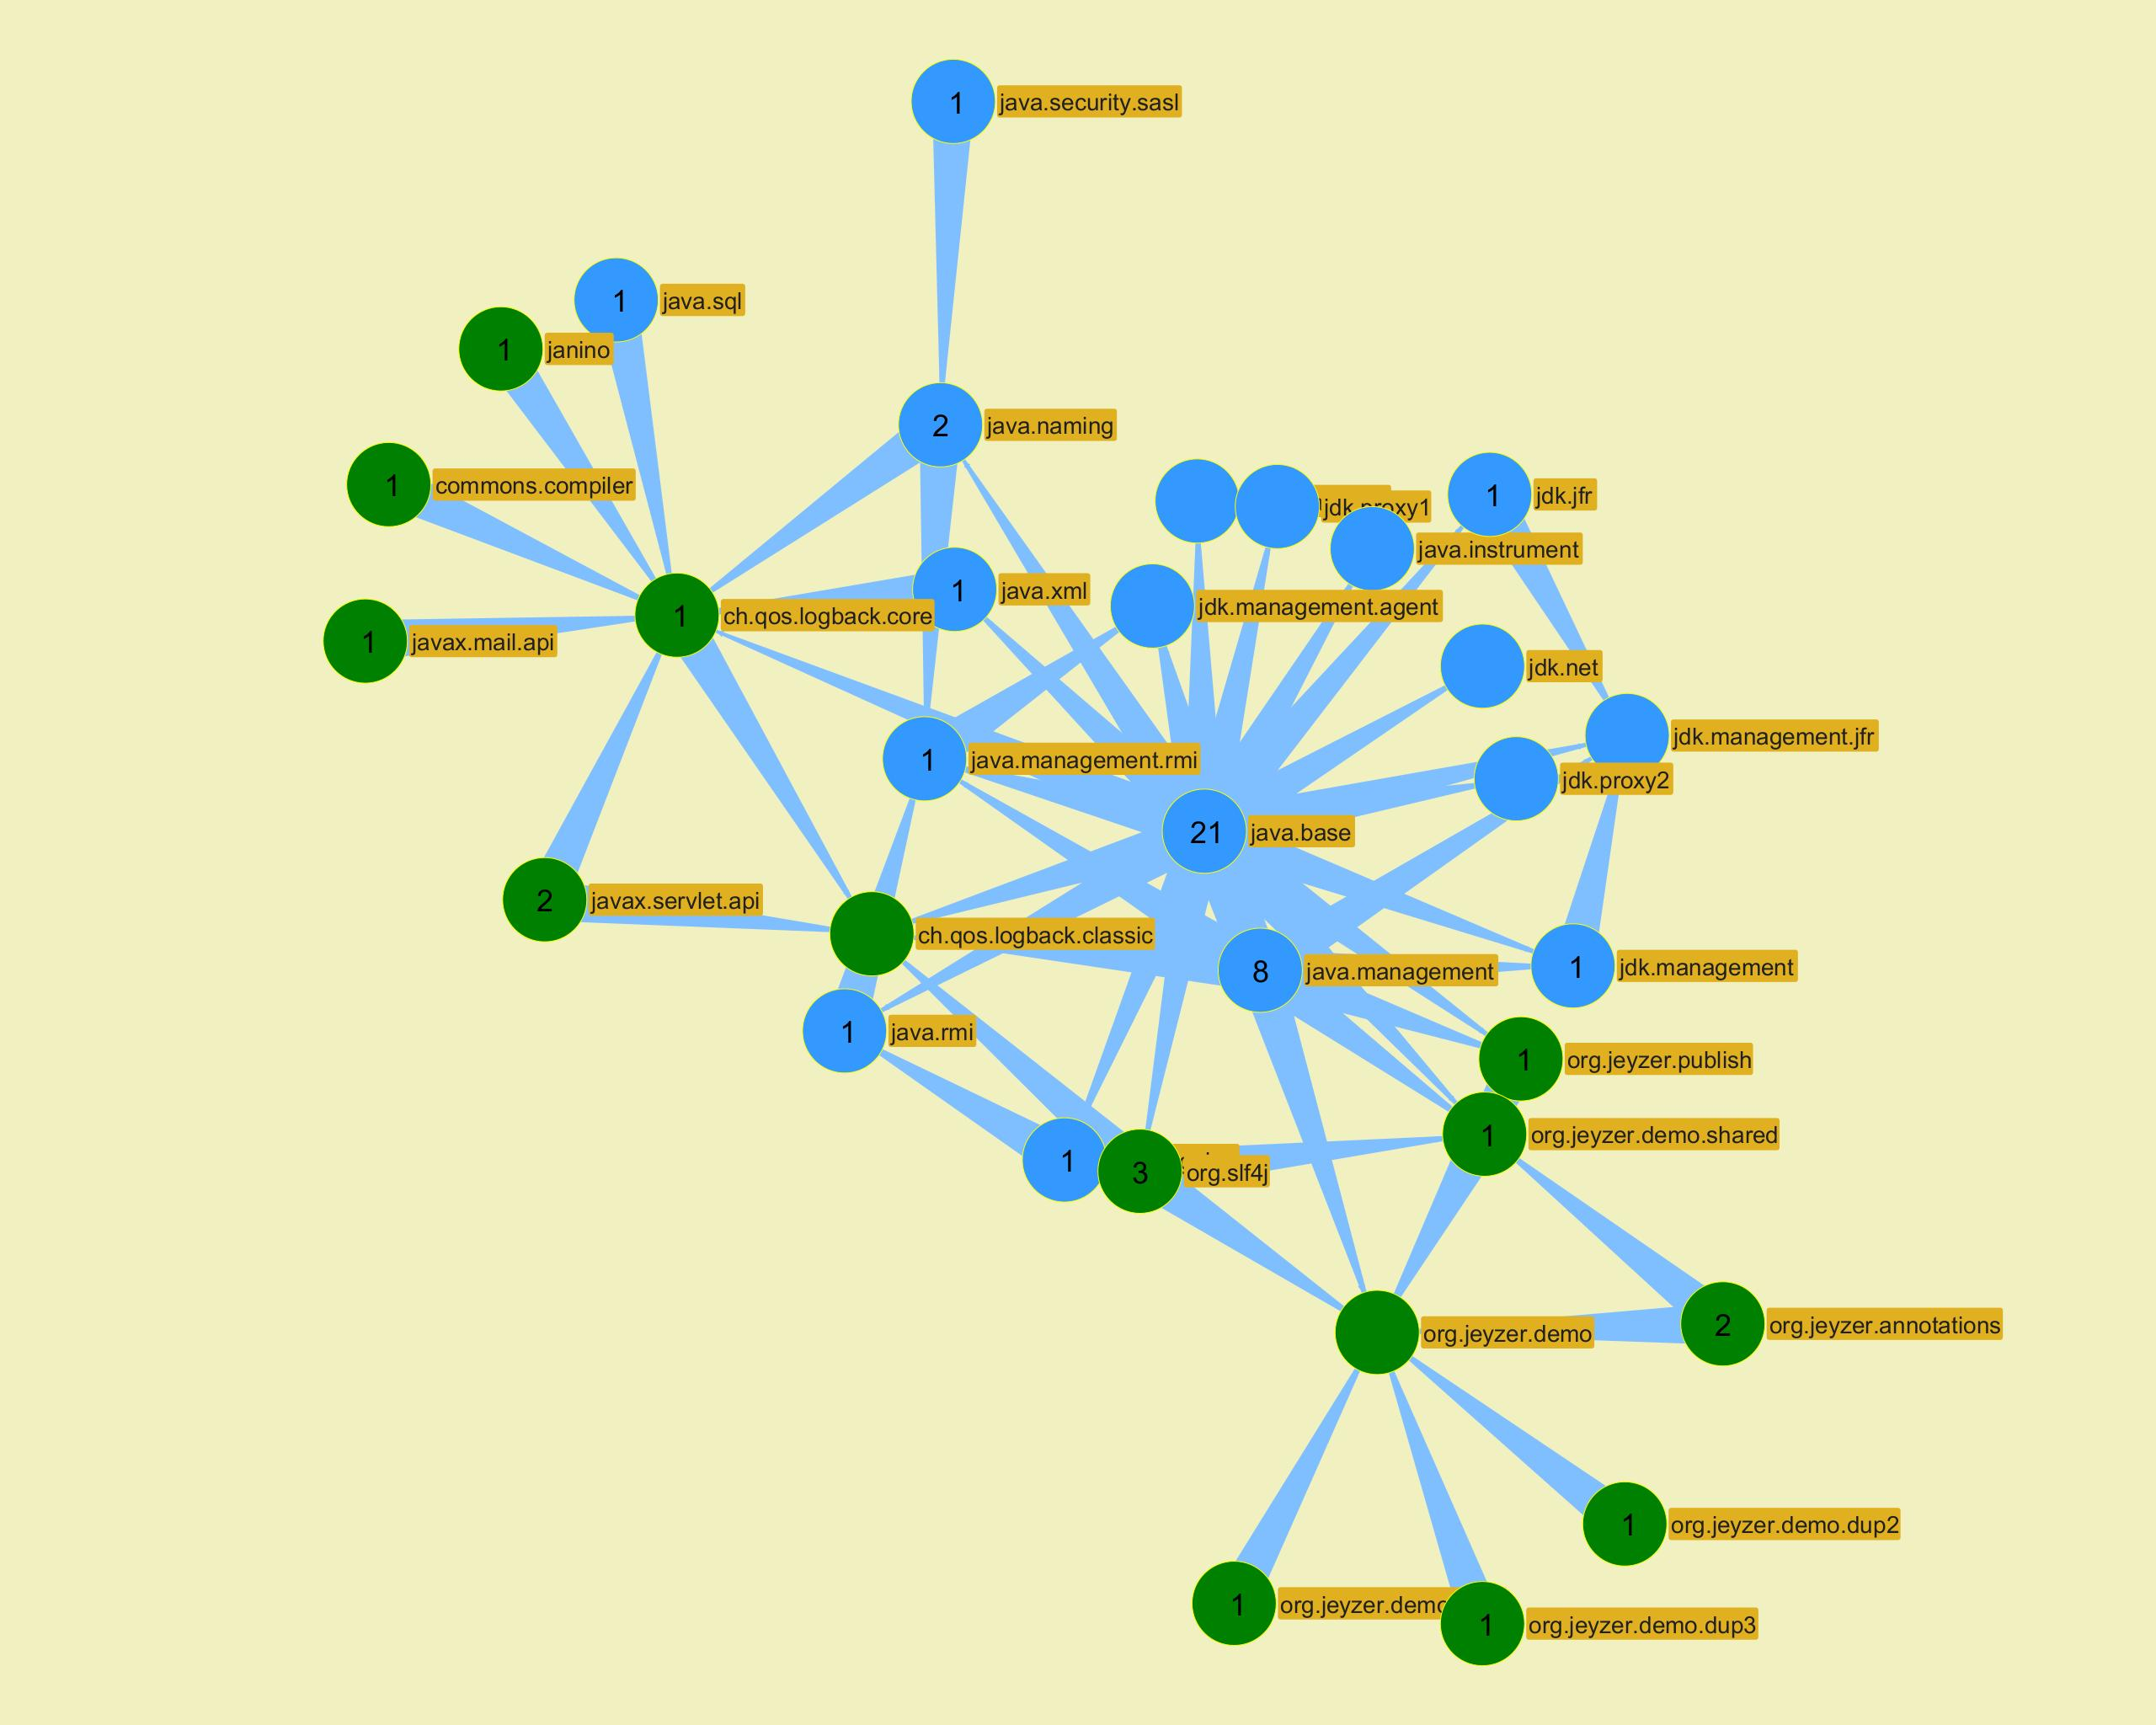 1 java.security.sasl
1 java.sql
1 janino
2 java.naming
1 commons.compiler
1 jdk.jfr
jdk.proxy1
java.instrument
1 java.xml
jdk.management.agent
1 ch.qos.logback.core
1 javax.mail.api
jdk.net
jdk.management.jfr
1 java.management.rmi
jdk.proxy2
21 java.base
2 javax.servlet.api
ch.qos.logback.classic
8 java.management
1 jdk.management
1 java.rmi
1 org.jeyzer.publish
1 org.jeyzer.demo.shared
1
3 org.slf4j
2 org.jeyzer.annotations
org.jeyzer.demo
1 org.jeyzer.demo.dup2
1 org.jeyzer.demo
1 org.jeyzer.demo.dup3